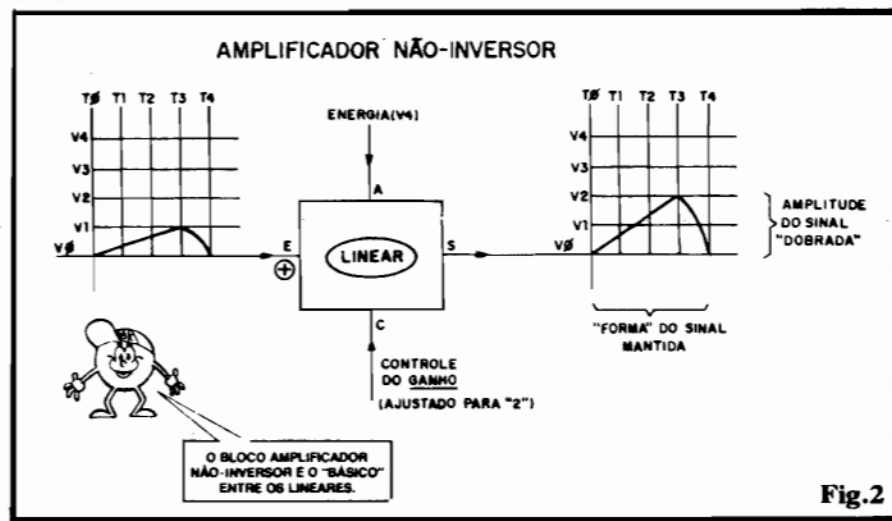 AMPLIFICADOR NÃO-INVERSOR
TØ T1 T2 T3 T4
V4
V3
V2
V1
VØ
ENERGIA(V4)
A
E
⊕
LINEAR
S
C
CONTROLE
DO GANHO
(AJUSTADO PARA "2")
TØ T1 T2 T3 T4
V4
V3
V2
V1
VØ
AMPLITUDE
DO SINAL
"DOBRADA"
"FORMA" DO SINAL
MANTIDA
O BLOCO AMPLIFICADOR
NÃO-INVERSOR E O "BÁSICO"
ENTRE OS LINEARES.
Fig.2